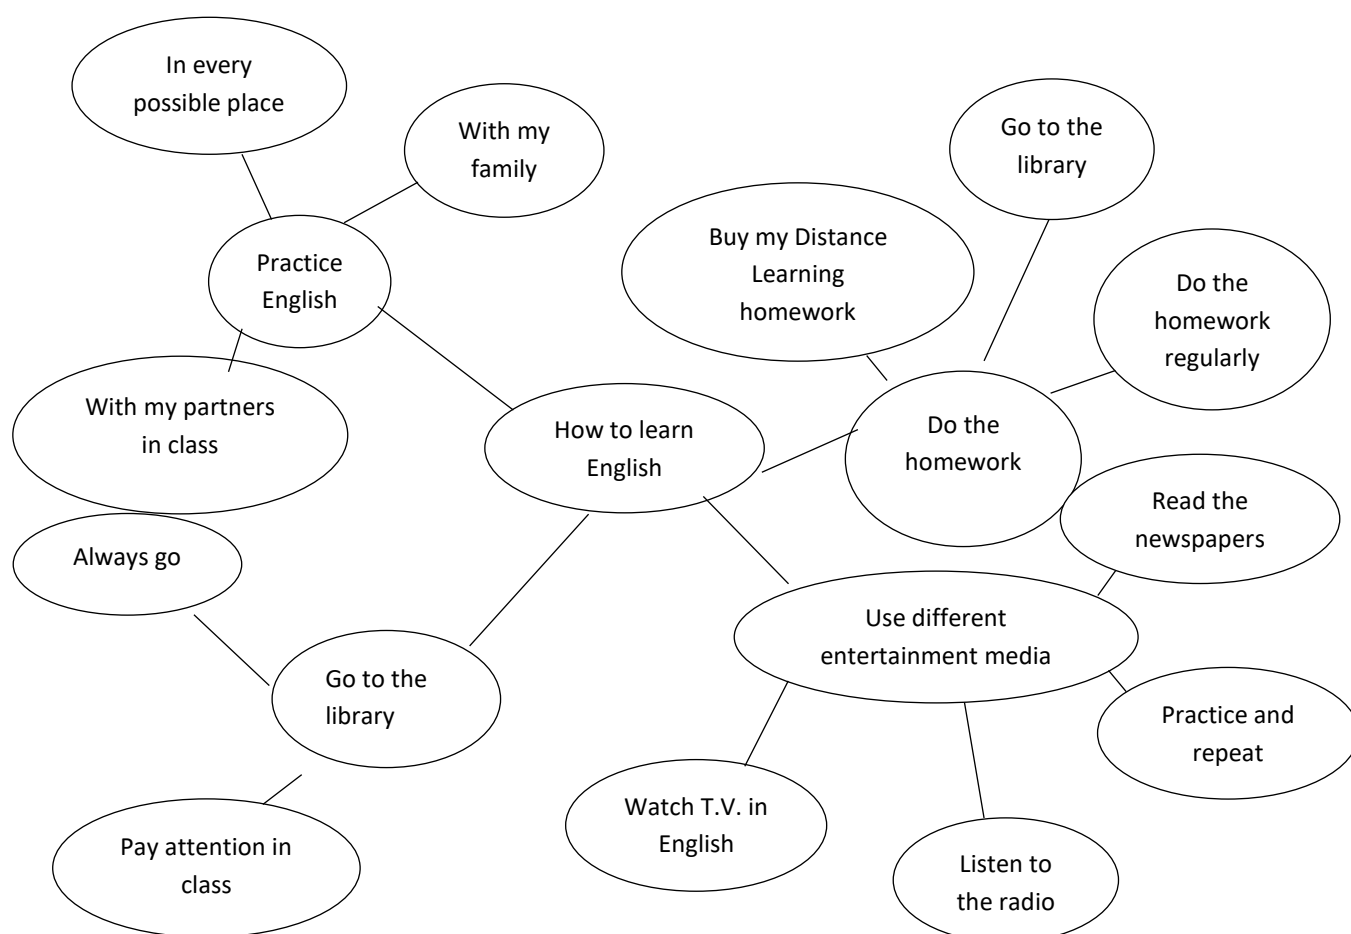 In every
possible place
With my
family
Go to the
library
Buy my Distance
Learning
homework
Practice
English
Do the
homework
regularly
With my partners
in class
How to learn
English
Do the
homework
Read the
newspapers
Always go
Use different
entertainment media
Go to the
library
Practice and
repeat
Watch T.V. in
English
Pay attention in
class
Listen to
the radio